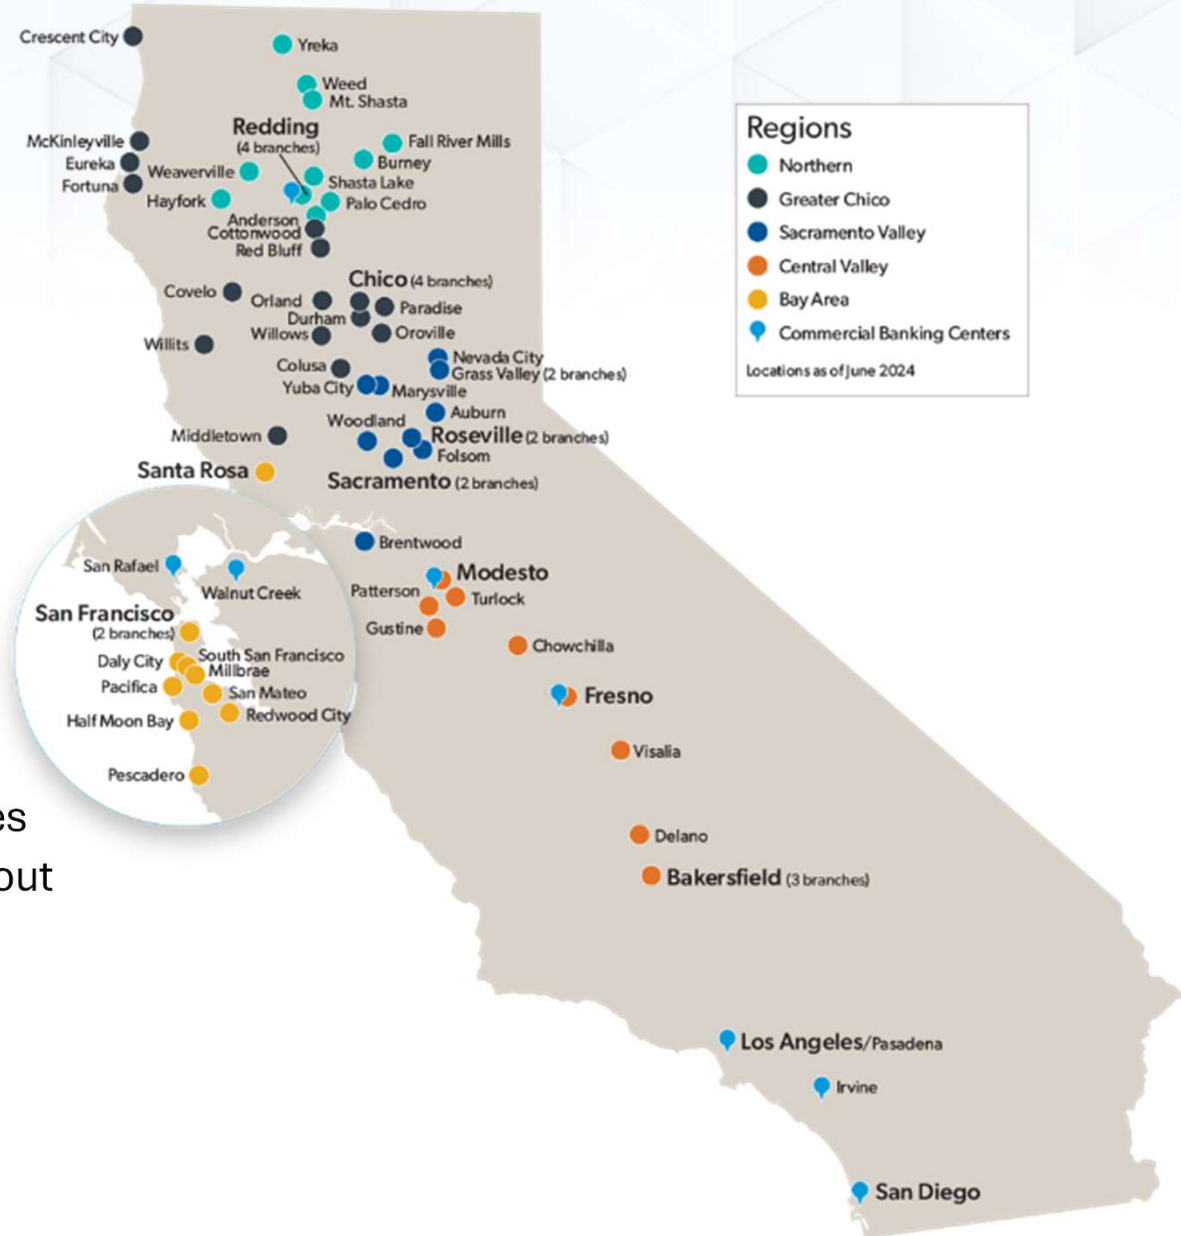 Crescent City
Yreka
Weed
Mt. Shasta
Regions
Northern
Greater Chico
Sacramento Valley
Central Valley
Bay Area
Commercial Banking Centers
Locations as of June 2024
Redding
(4 branches)
McKinleyville
Fall River Mills
Eureka
Burney
Weaverville
Fortuna
Shasta Lake
Hayfork
Palo Cedro
Anderson
Cottonwood
Red Bluff
Chico (4 branches)
Covelo
Orland
Paradise
Durham
Willows
Oroville
Willits
Nevada City
Colusa
Grass Valley (2 branches)
Yuba City
Marysville
Auburn
Woodland
Middletown
Roseville (2 branches)
Folsom
Santa Rosa
Sacramento (2 branches)
Brentwood
San Rafael
Walnut Creek
Modesto
Patterson
Turlock
San Francisco
(2 branches)
Gustine
Chowchilla
Daly City
South San Francisco
Millbrae
Pacifica
San Mateo
Fresno
Half Moon Bay
Redwood City
Visalia
Pescadero
es
out
Delano
Bakersfield (3 branches)
Los Angeles/Pasadena
Irvine
San Diego